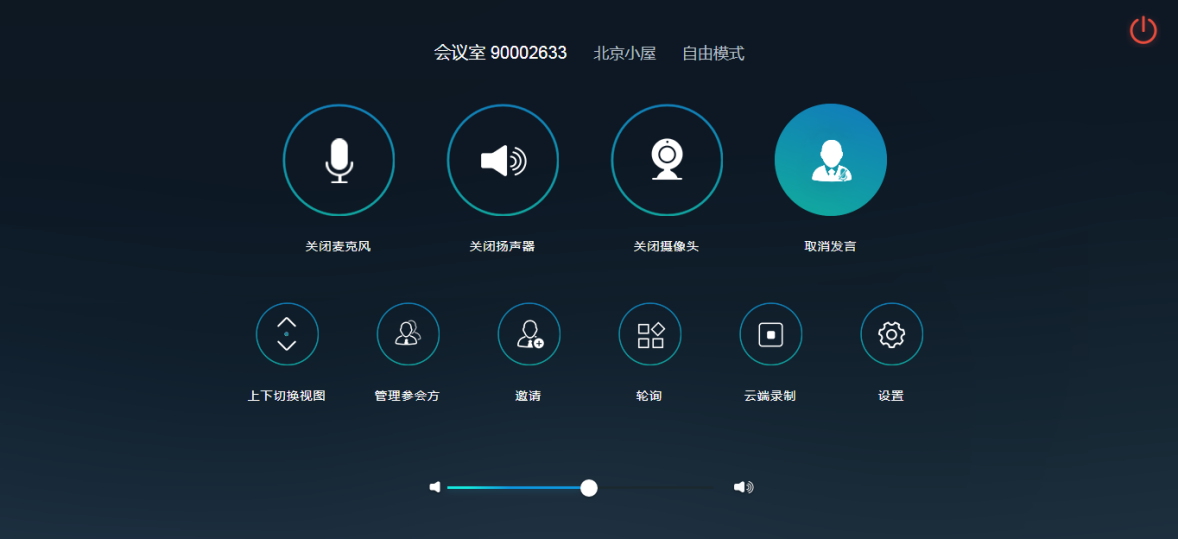 会议室 90002633 北京小屋 自由模式
关闭麦克风 关闭扬声器 关闭摄像头 取消发言
上下切换视图 管理参会方 邀请 轮询 云端录制 设置